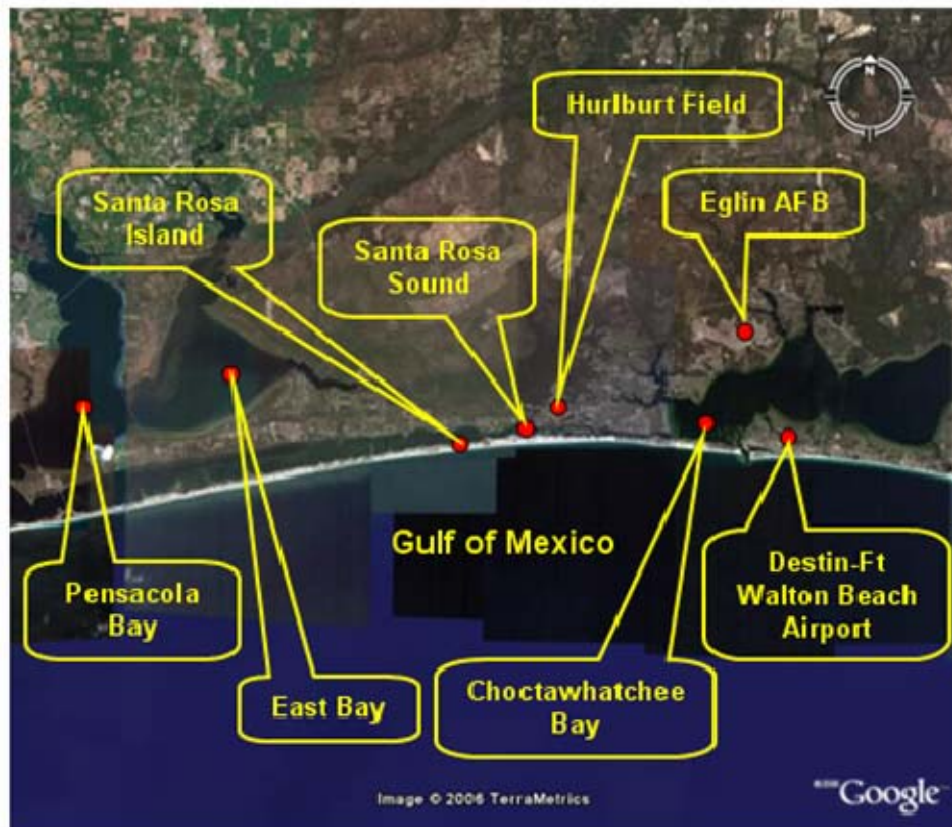 N
Hurlburt Field
Santa Rosa
Island
Eglin AFB
Santa Rosa
Sound
Gulf of Mexico
Pensacola
Bay
Destin-Ft
Walton Beach
Airport
East Bay
Choctawhatchee
Bay
Image © 2006 TerraMetrics
Google